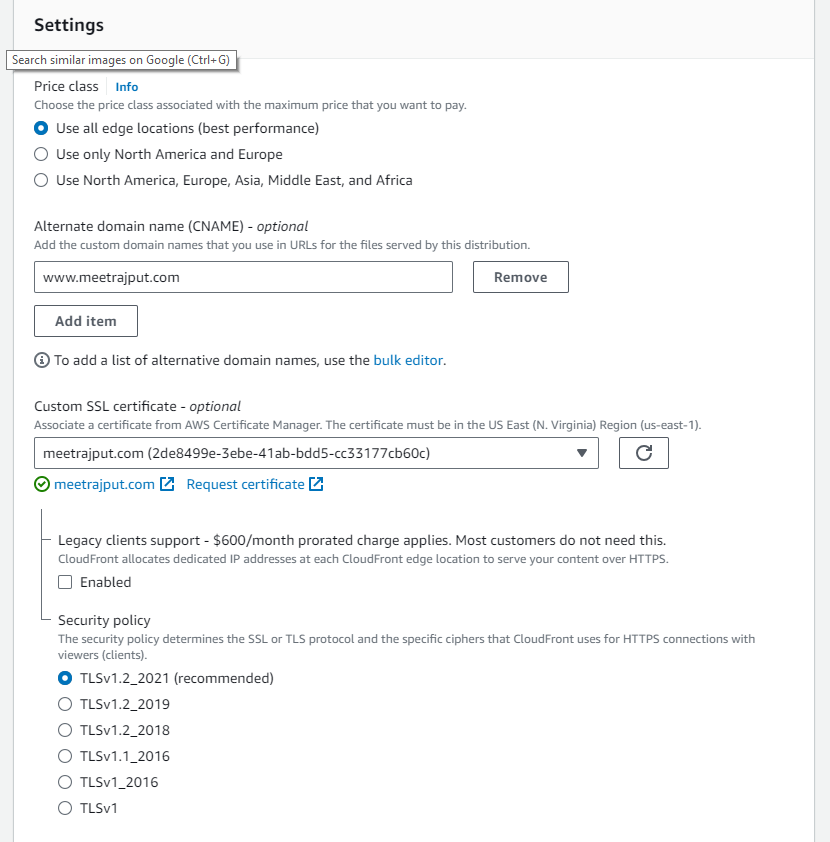 Settings
Search similar images on Google (Ctrl+G)
Price class Info
Choose the price class associated with the maximum price that you want to pay.
Use all edge locations (best performance)
Use only North America and Europe
Use North America, Europe, Asia, Middle East, and Africa
Alternate domain name (CNAME) - optional
Add the custom domain names that you use in URLs for the files served by this distribution.
www.meetrajput.com Remove
Add item
To add a list of alternative domain names, use the bulk editor.
Custom SSL certificate - optional
Associate a certificate from AWS Certificate Manager. The certificate must be in the US East (N. Virginia) Region (us-east-1).
meetrajput.com (2de8499e-3ebe-41ab-bdd5-cc33177cb60c)
meetrajput.com Request certificate
Legacy clients support - $600/month prorated charge applies. Most customers do not need this.
CloudFront allocates dedicated IP addresses at each CloudFront edge location to serve your content over HTTPS.
Enabled
Security policy
The security policy determines the SSL or TLS protocol and the specific ciphers that CloudFront uses for HTTPS connections with
viewers (clients).
TLSv1.2_2021 (recommended)
TLSv1.2_2019
TLSv1.2_2018
TLSv1.1_2016
TLSv1_2016
TLSv1